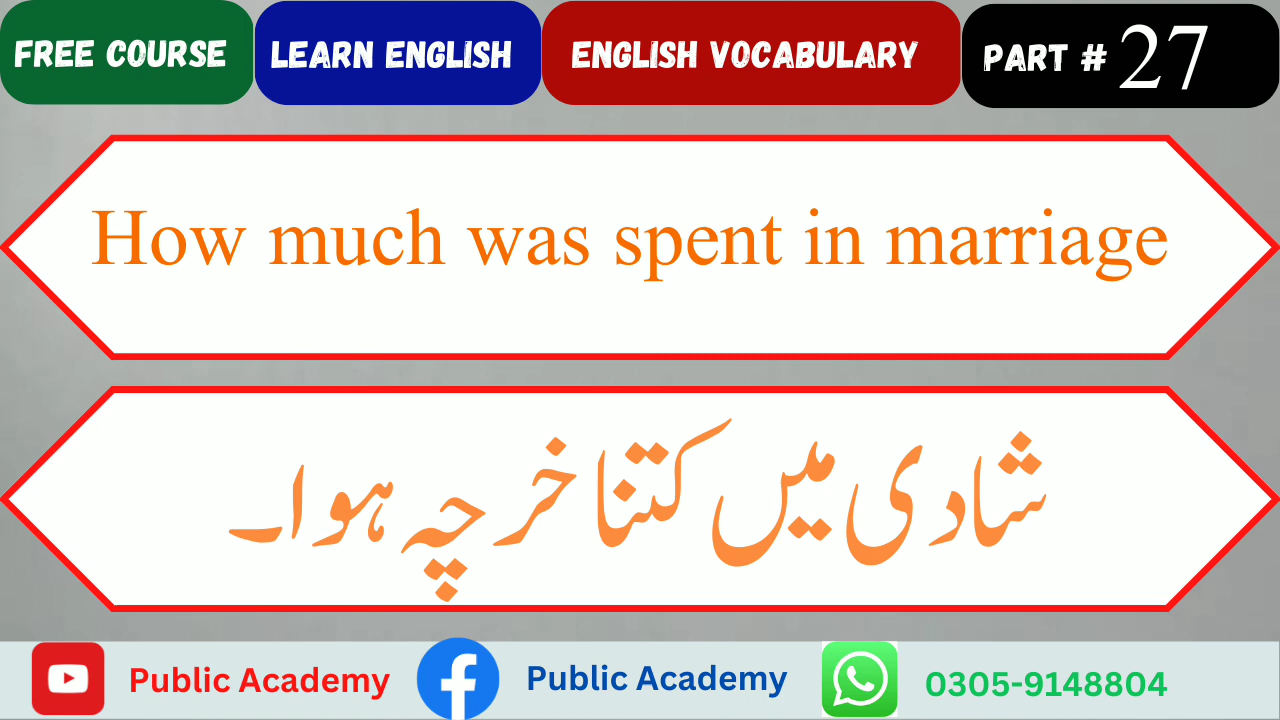 FREE COURSE
LEARN ENGLISH
ENGLISH VOCABULARY
PART # 27
How much was spent in marriage
شادی میں کتنا خرچہ ہوا۔
Public Academy
Public Academy
0305-9148804